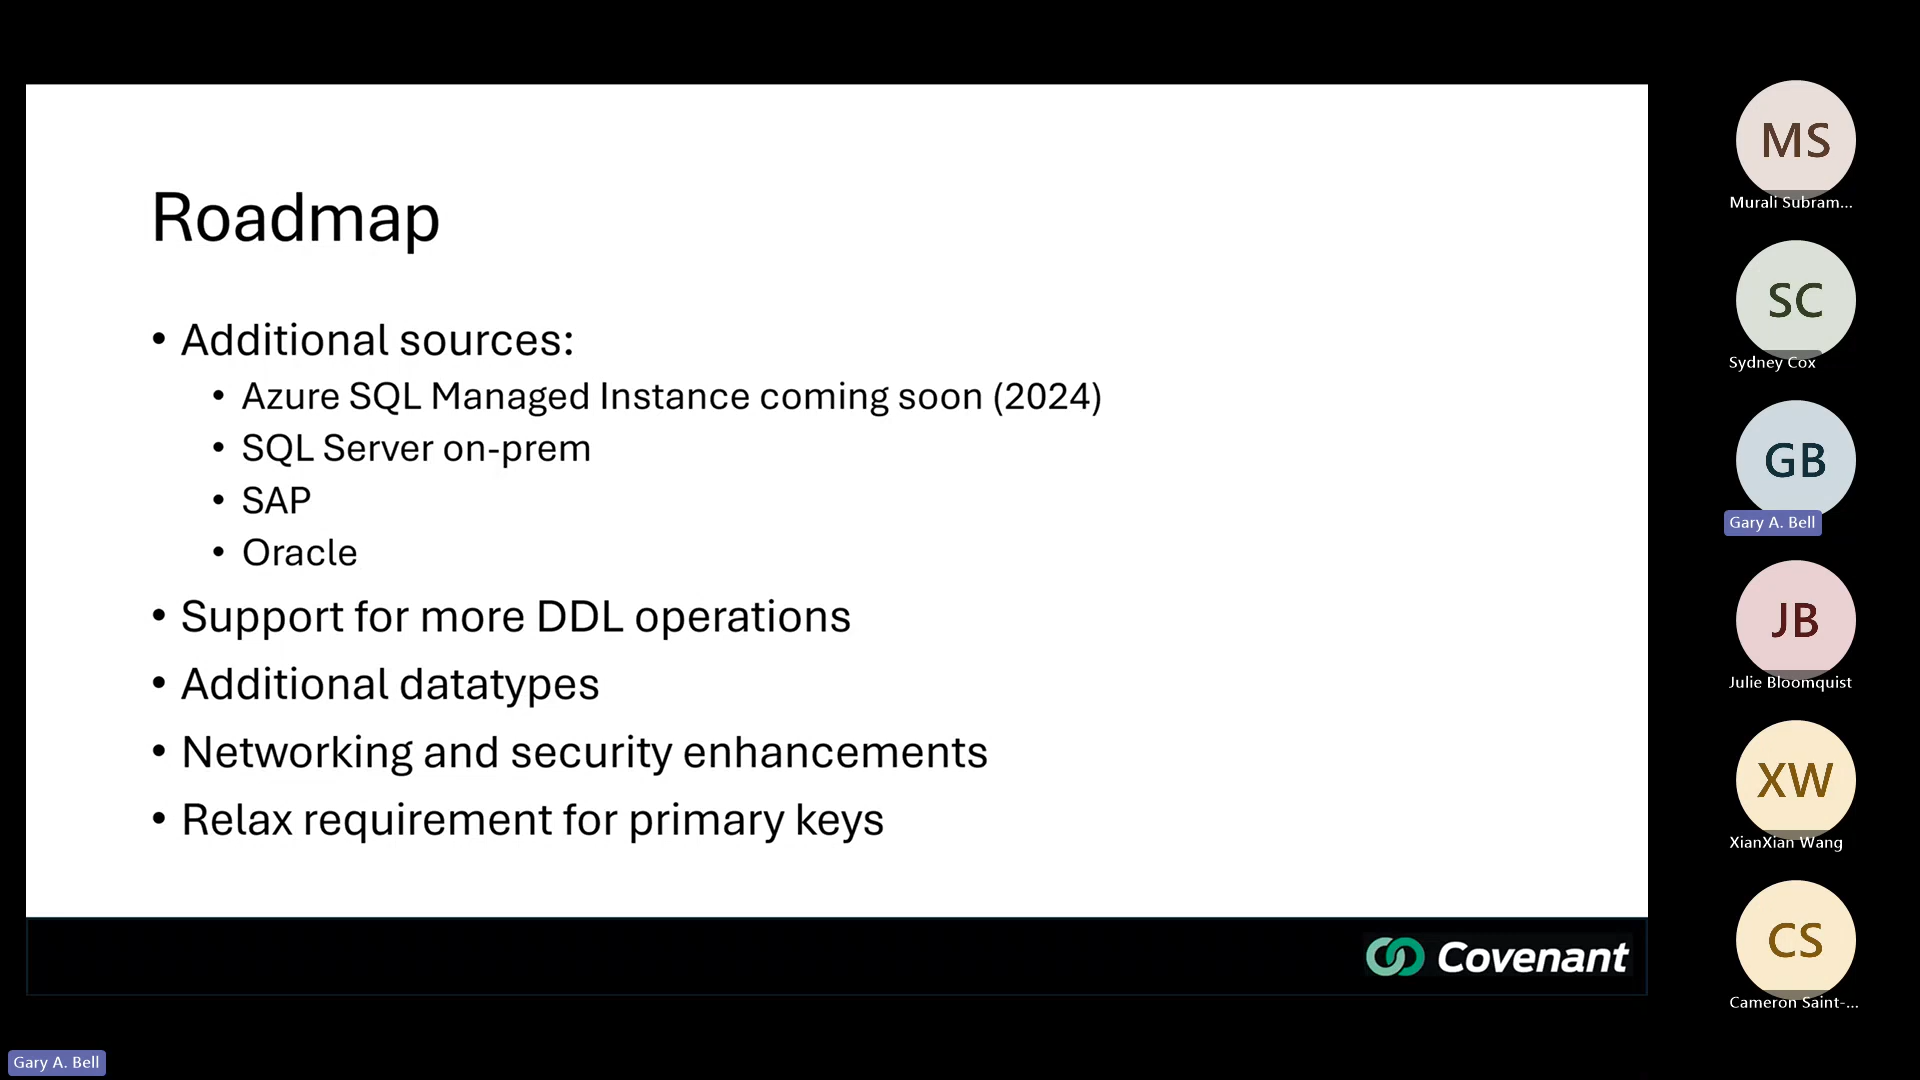 Roadmap
• Additional sources:
• Azure SQL Managed Instance coming soon (2024)
• SQL Server on-prem
• SAP
• Oracle
• Support for more DDL operations
• Additional datatypes
• Networking and security enhancements
• Relax requirement for primary keys
Covenant
MS
Murali Subram...
SC
Sydney Cox
GB
Gary A. Bell
JB
Julie Bloomquist
XW
XianXian Wang
CS
Cameron Saint-...
Gary A. Bell